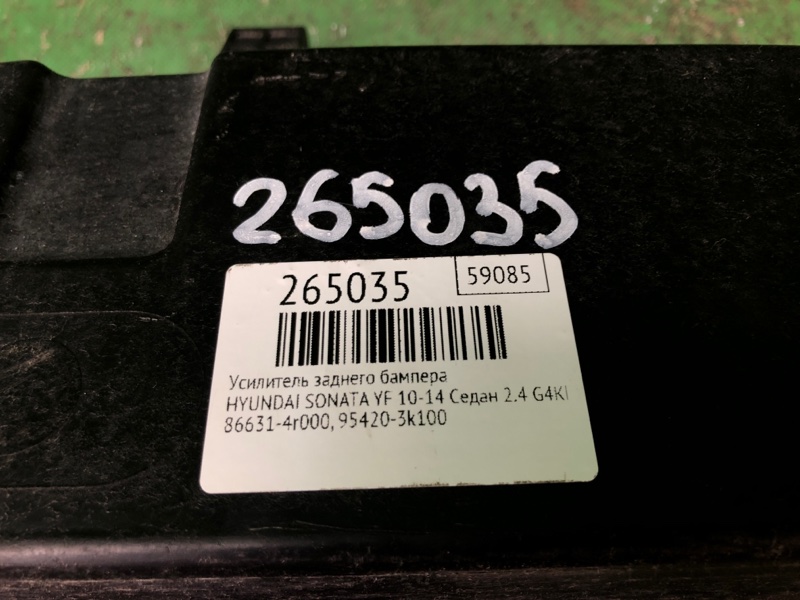 265035
265035
59085
Усилитель заднего бампера
HYUNDAI SONATA YF 10-14 Седан 2.4 G4KI
86631-4r000, 95420-3k100